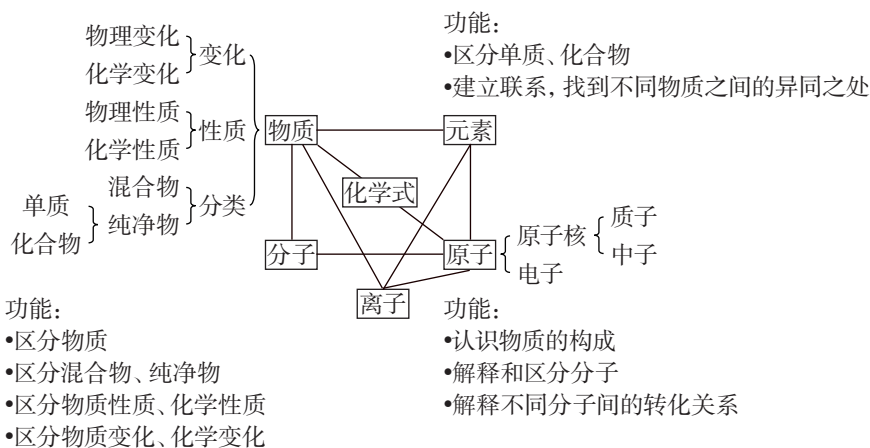 功能：
•区分单质、化合物
•建立联系，找到不同物质之间的异同之处
物理变化
化学变化
变化
物理性质
化学性质
性质
混合物
纯净物
分类
单质
化合物
物质
元素
化学式
分子
原子
离子
原子核
电子
质子
中子
功能：
•区分物质
•区分混合物、纯净物
•区分物质性质、化学性质
•区分物质变化、化学变化
功能：
•认识物质的构成
•解释和区分分子
•解释不同分子间的转化关系